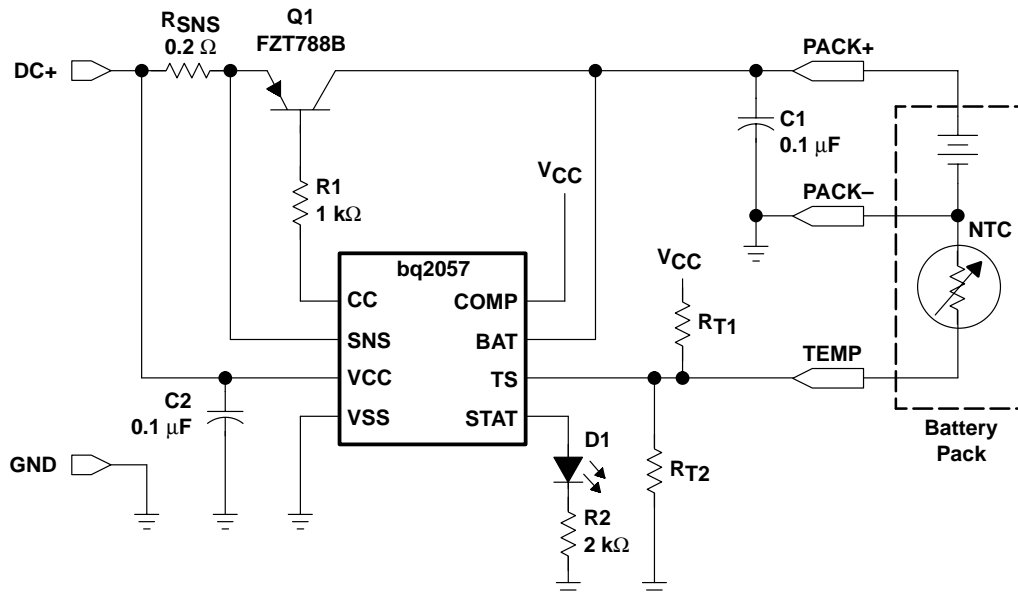 RSNS
0.2 Ω
Q1
FZT788B
DC+
PACK+
C1
0.1 μF
VCC
R1
1 kΩ
PACK–
NTC
bq2057
VCC
CC
COMP
RT1
SNS
BAT
TEMP
VCC
TS
C2
0.1 μF
VSS
STAT
Battery
Pack
D1
GND
RT2
R2
2 kΩ